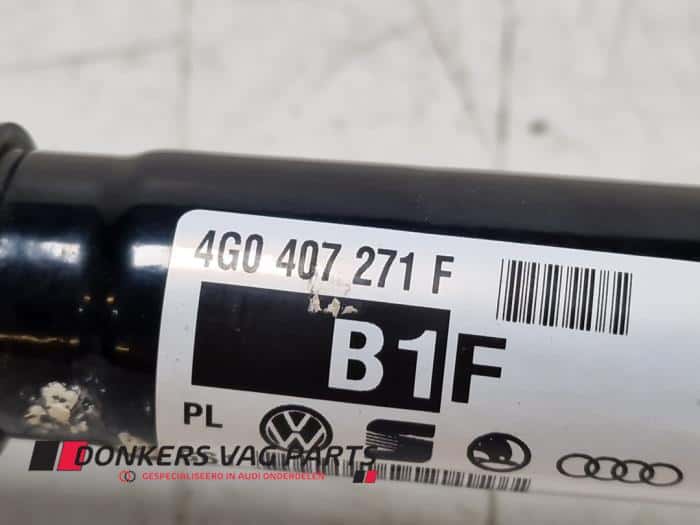 4G0 407 271 F
B1F
PL
DONKERS VAG PARTS
GESPECIALISEERD IN AUDI ONDERDELEN